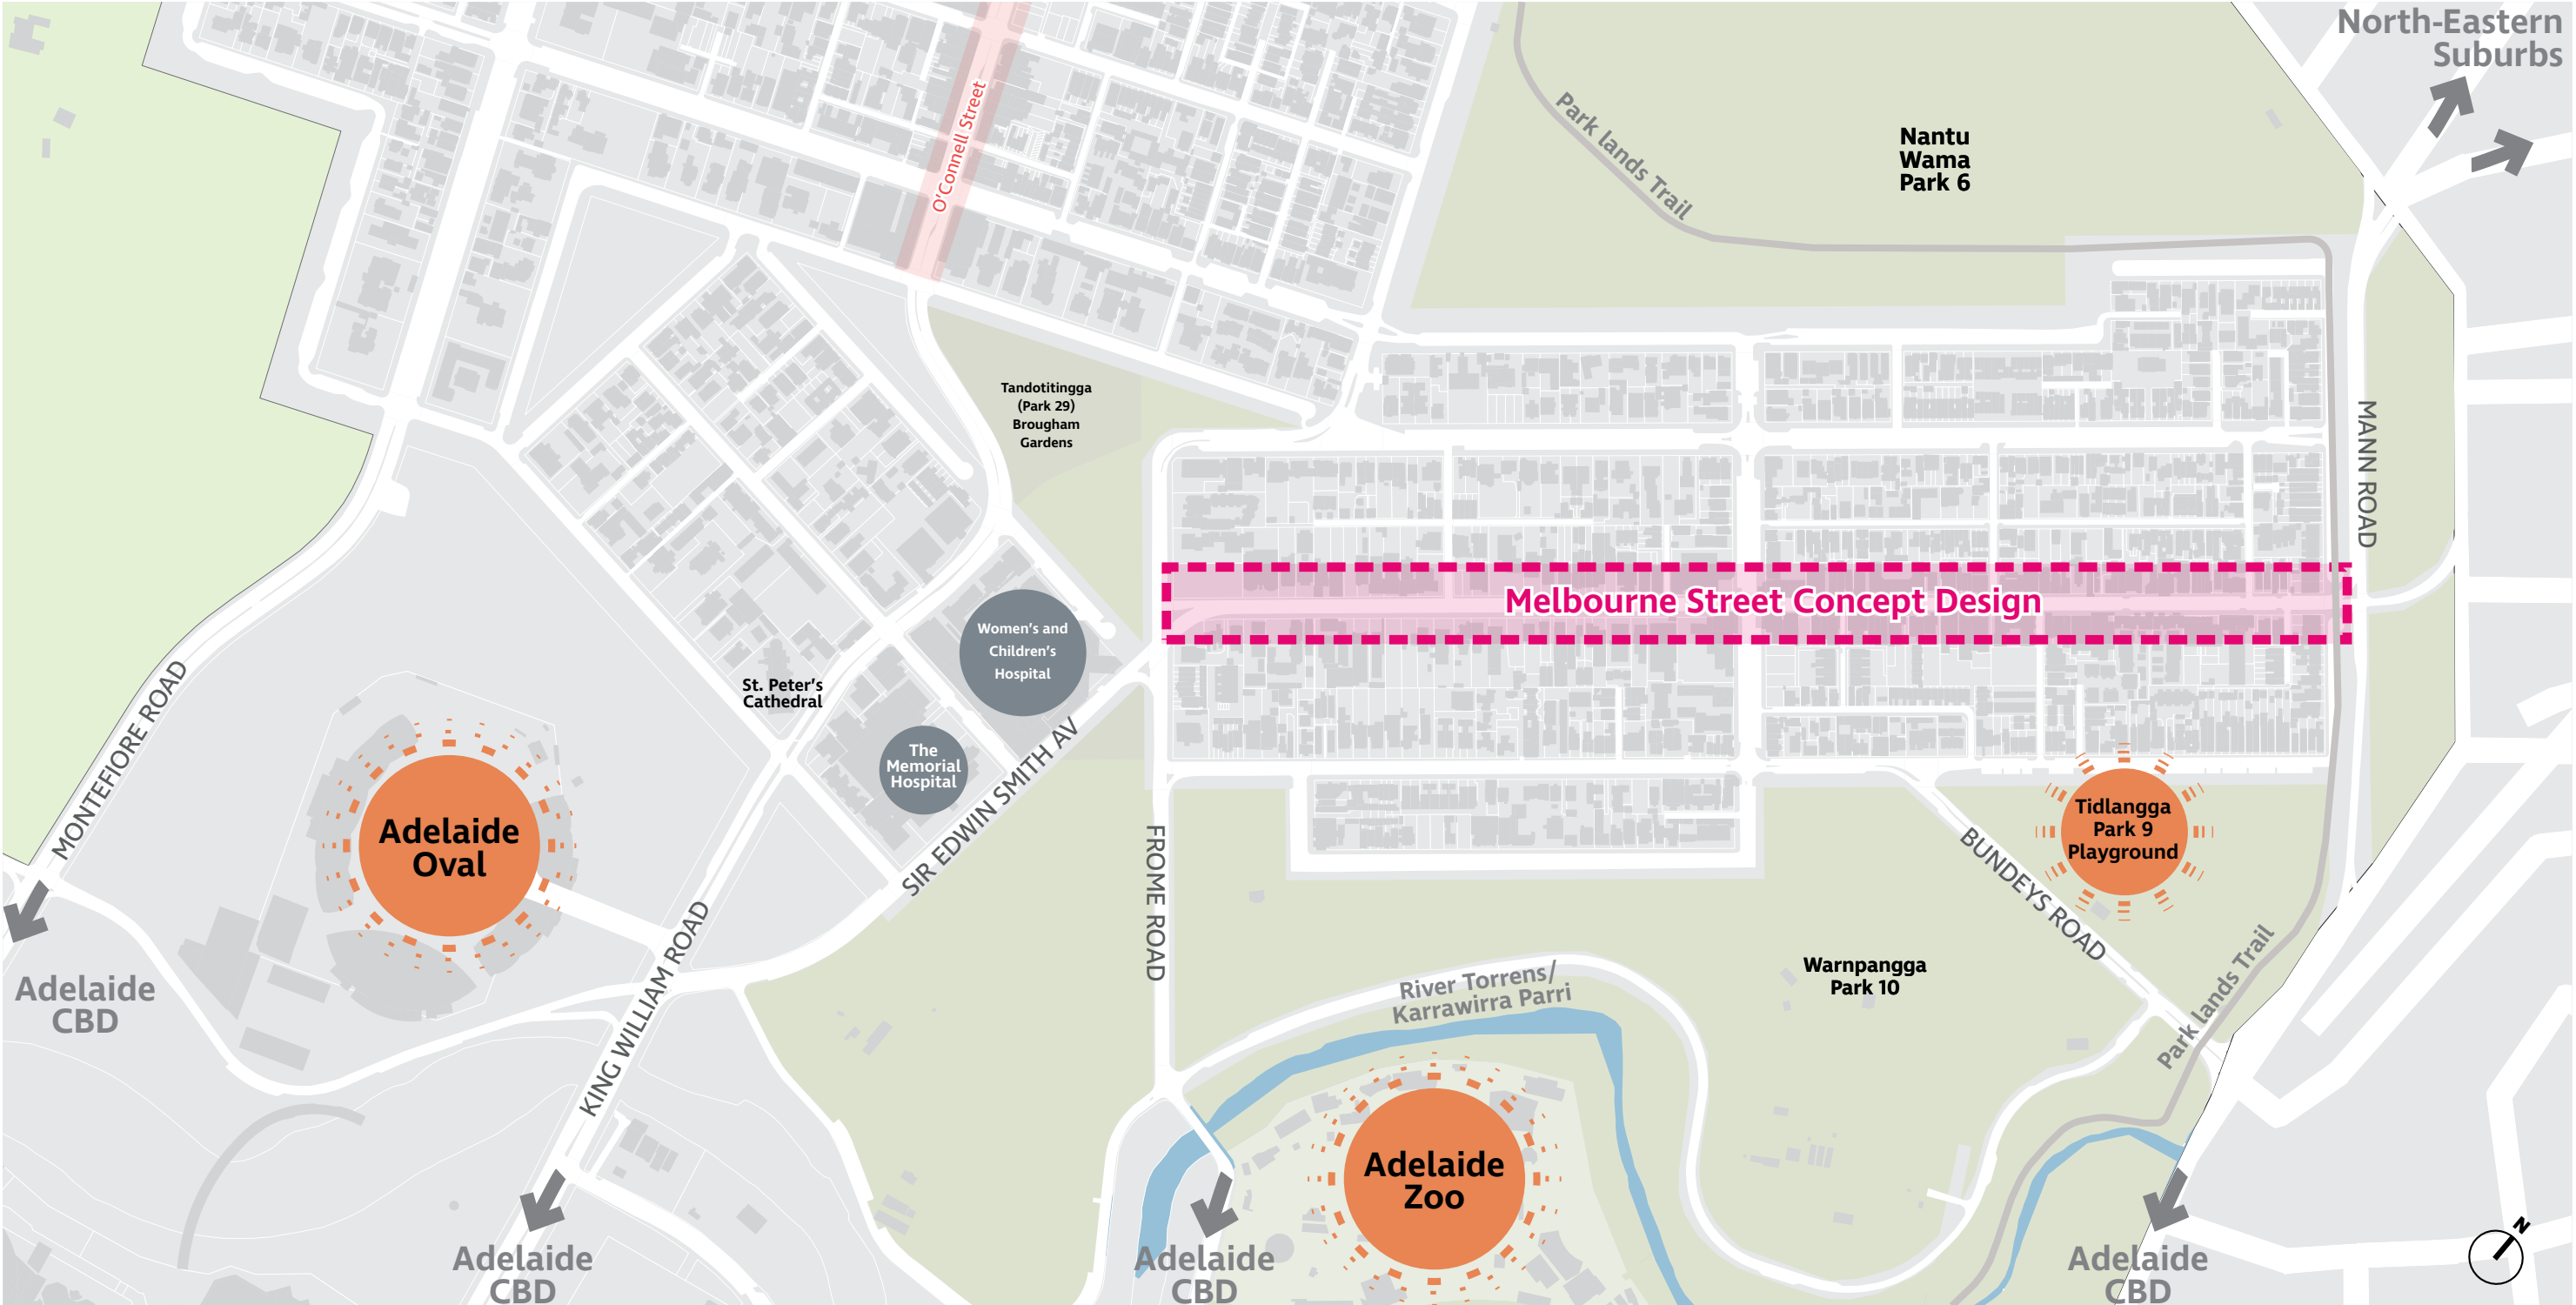 North-Eastern
Suburbs
O'Connell Street
Park lands Trail
Nantu
Wama
Park 6
Tandotitingga
(Park 29)
Brougham
Gardens
MANN ROAD
Melbourne Street Concept Design
Women's and
Children's
Hospital
St. Peter's
Cathedral
The
Memorial
Hospital
MONTEFIORE ROAD
SIR EDWIN SMITH AV
Adelaide
Oval
FROME ROAD
BUNDEYS ROAD
Tidlangga
Park 9
Playground
KING WILLIAM ROAD
River Torrens/
Karrawirra Parri
Warnpangga
Park 10
Park lands Trail
Adelaide
CBD
Adelaide
Zoo
Adelaide
CBD
Adelaide
CBD
Adelaide
CBD
N